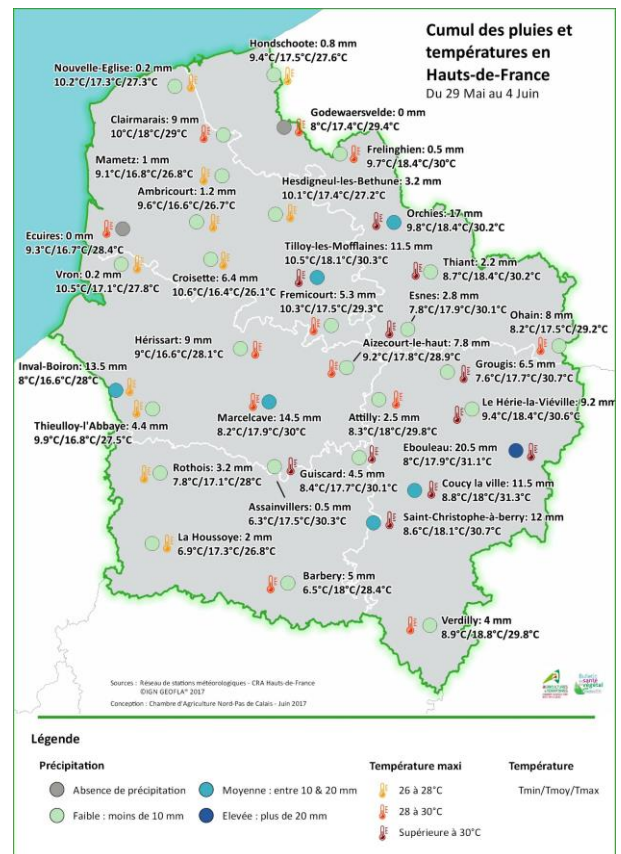 Cumul des pluies et
températures en
Hauts-de-France
Du 29 Mai au 4 Juin
Hondschoote: 0.8 mm
9.4°C/17.5°C/27.6°C
Nouvelle-Eglise: 0.2 mm
10.2°C/17.3°C/27.3°C
Godewaersvelde: 0 mm
8°C/17.4°C/29.4°C
Clairmarais: 9 mm
10°C/18°C/29°C
Frelinghien: 0.5 mm
9.7°C/18.4°C/30°C
Mametz: 1 mm
9.1°C/16.8°C/26.8°C
Hesdigneul-les-Bethune: 3.2 mm
10.1°C/17.4°C/27.2°C
Ambricourt: 1.2 mm
9.6°C/16.6°C/26.7°C
Orchies: 17 mm
9.8°C/18.4°C/30.2°C
Ecuires: 0 mm
9.3°C/16.7°C/28.4°C
Tilloy-les-Mofflaines: 11.5 mm
10.5°C/18.1°C/30.3°C
Thiant: 2.2 mm
8.7°C/18.4°C/30.2°C
Vron: 0.2 mm
10.5°C/17.1°C/27.8°C
Croisette: 6.4 mm
10.6°C/16.4°C/26.1°C
Fremicourt: 5.3 mm
10.3°C/17.5°C/29.3°C
Esnes: 2.8 mm
7.8°C/17.9°C/30.1°C
Ohain: 8 mm
8.2°C/17.5°C/29.2°C
Hérissart: 9 mm
9°C/16.6°C/28.1°C
Aizecourt-le-haut: 7.8 mm
9.2°C/17.8°C/28.9°C
Grougis: 6.5 mm
7.6°C/17.7°C/30.7°C
Inval-Boiron: 13.5 mm
8°C/16.6°C/28°C
Le Hérie-la-Viéville: 9.2 mm
9.4°C/18.4°C/30.6°C
Thieulloy-l'Abbaye: 4.4 mm
9.9°C/16.8°C/27.5°C
Marcelcave: 14.5 mm
8.2°C/17.9°C/30°C
Attilly: 2.5 mm
8.3°C/18°C/29.8°C
Ebouleau: 20.5 mm
8°C/17.9°C/31.1°C
Rothois: 3.2 mm
7.8°C/17.1°C/28°C
Guiscard: 4.5 mm
8.4°C/17.7°C/30.1°C
Coucy la ville: 11.5 mm
8.8°C/18°C/31.3°C
Assainvillers: 0.5 mm
6.3°C/17.5°C/30.3°C
Saint-Christophe-à-berry: 12 mm
8.6°C/18.1°C/30.7°C
La Houssoye: 2 mm
6.9°C/17.3°C/26.8°C
Barbery: 5 mm
6.5°C/18°C/28.4°C
Verdilly: 4 mm
8.9°C/18.8°C/29.8°C
Sources : Réseau de stations météorologiques - CRA Hauts-de-France
©IGN GEOFLA® 2017
Conception : Chambre d'Agriculture Nord-Pas de Calais - Juin 2017
Légende
Précipitation
Absence de précipitation
Faible : moins de 10 mm
Moyenne : entre 10 & 20 mm
Elevée : plus de 20 mm
Température maxi
26 à 28°C
28 à 30°C
Supérieure à 30°C
Température
Tmin/Tmoy/Tmax